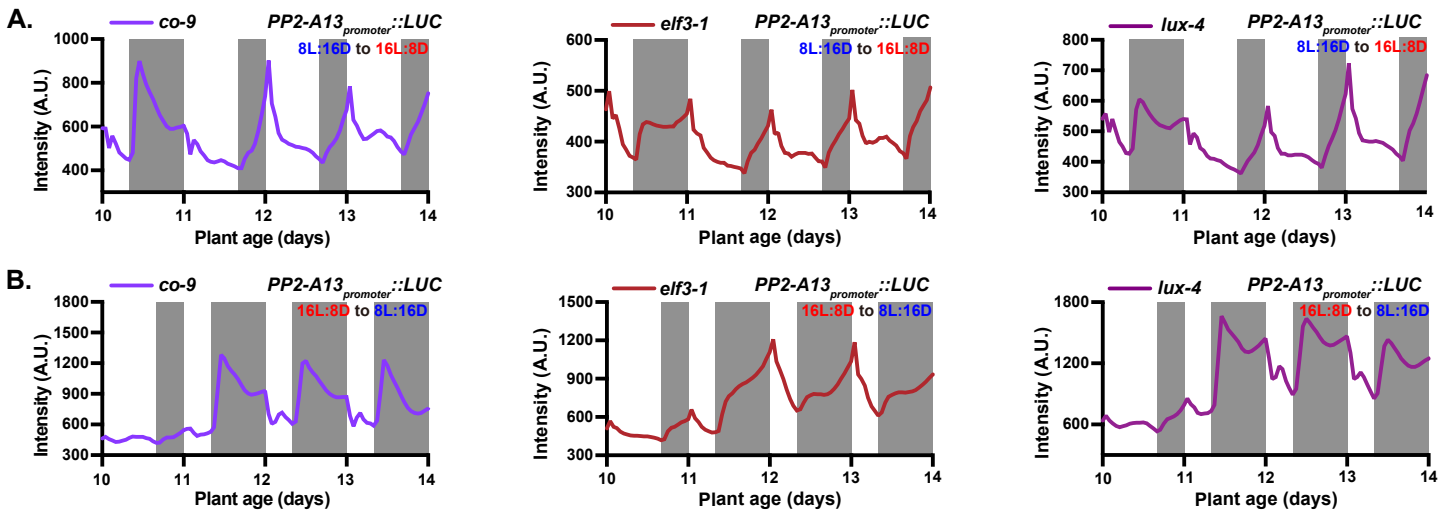 A.
co-9 PP2-A13promoter::LUC
8L:16D to 16L:8D
Intensity (A.U.)
1000
800
600
400
10 11 12 13 14
Plant age (days)
elf3-1 PP2-A13promoter::LUC
8L:16D to 16L:8D
Intensity (A.U.)
600
500
400
300
10 11 12 13 14
Plant age (days)
lux-4 PP2-A13promoter::LUC
8L:16D to 16L:8D
Intensity (A.U.)
800
700
600
500
400
300
10 11 12 13 14
Plant age (days)
B.
co-9 PP2-A13promoter::LUC
16L:8D to 8L:16D
Intensity (A.U.)
1800
1500
1200
900
600
300
10 11 12 13 14
Plant age (days)
elf3-1 PP2-A13promoter::LUC
16L:8D to 8L:16D
Intensity (A.U.)
1500
1200
900
600
300
10 11 12 13 14
Plant age (days)
lux-4 PP2-A13promoter::LUC
16L:8D to 8L:16D
Intensity (A.U.)
1800
1200
600
10 11 12 13 14
Plant age (days)